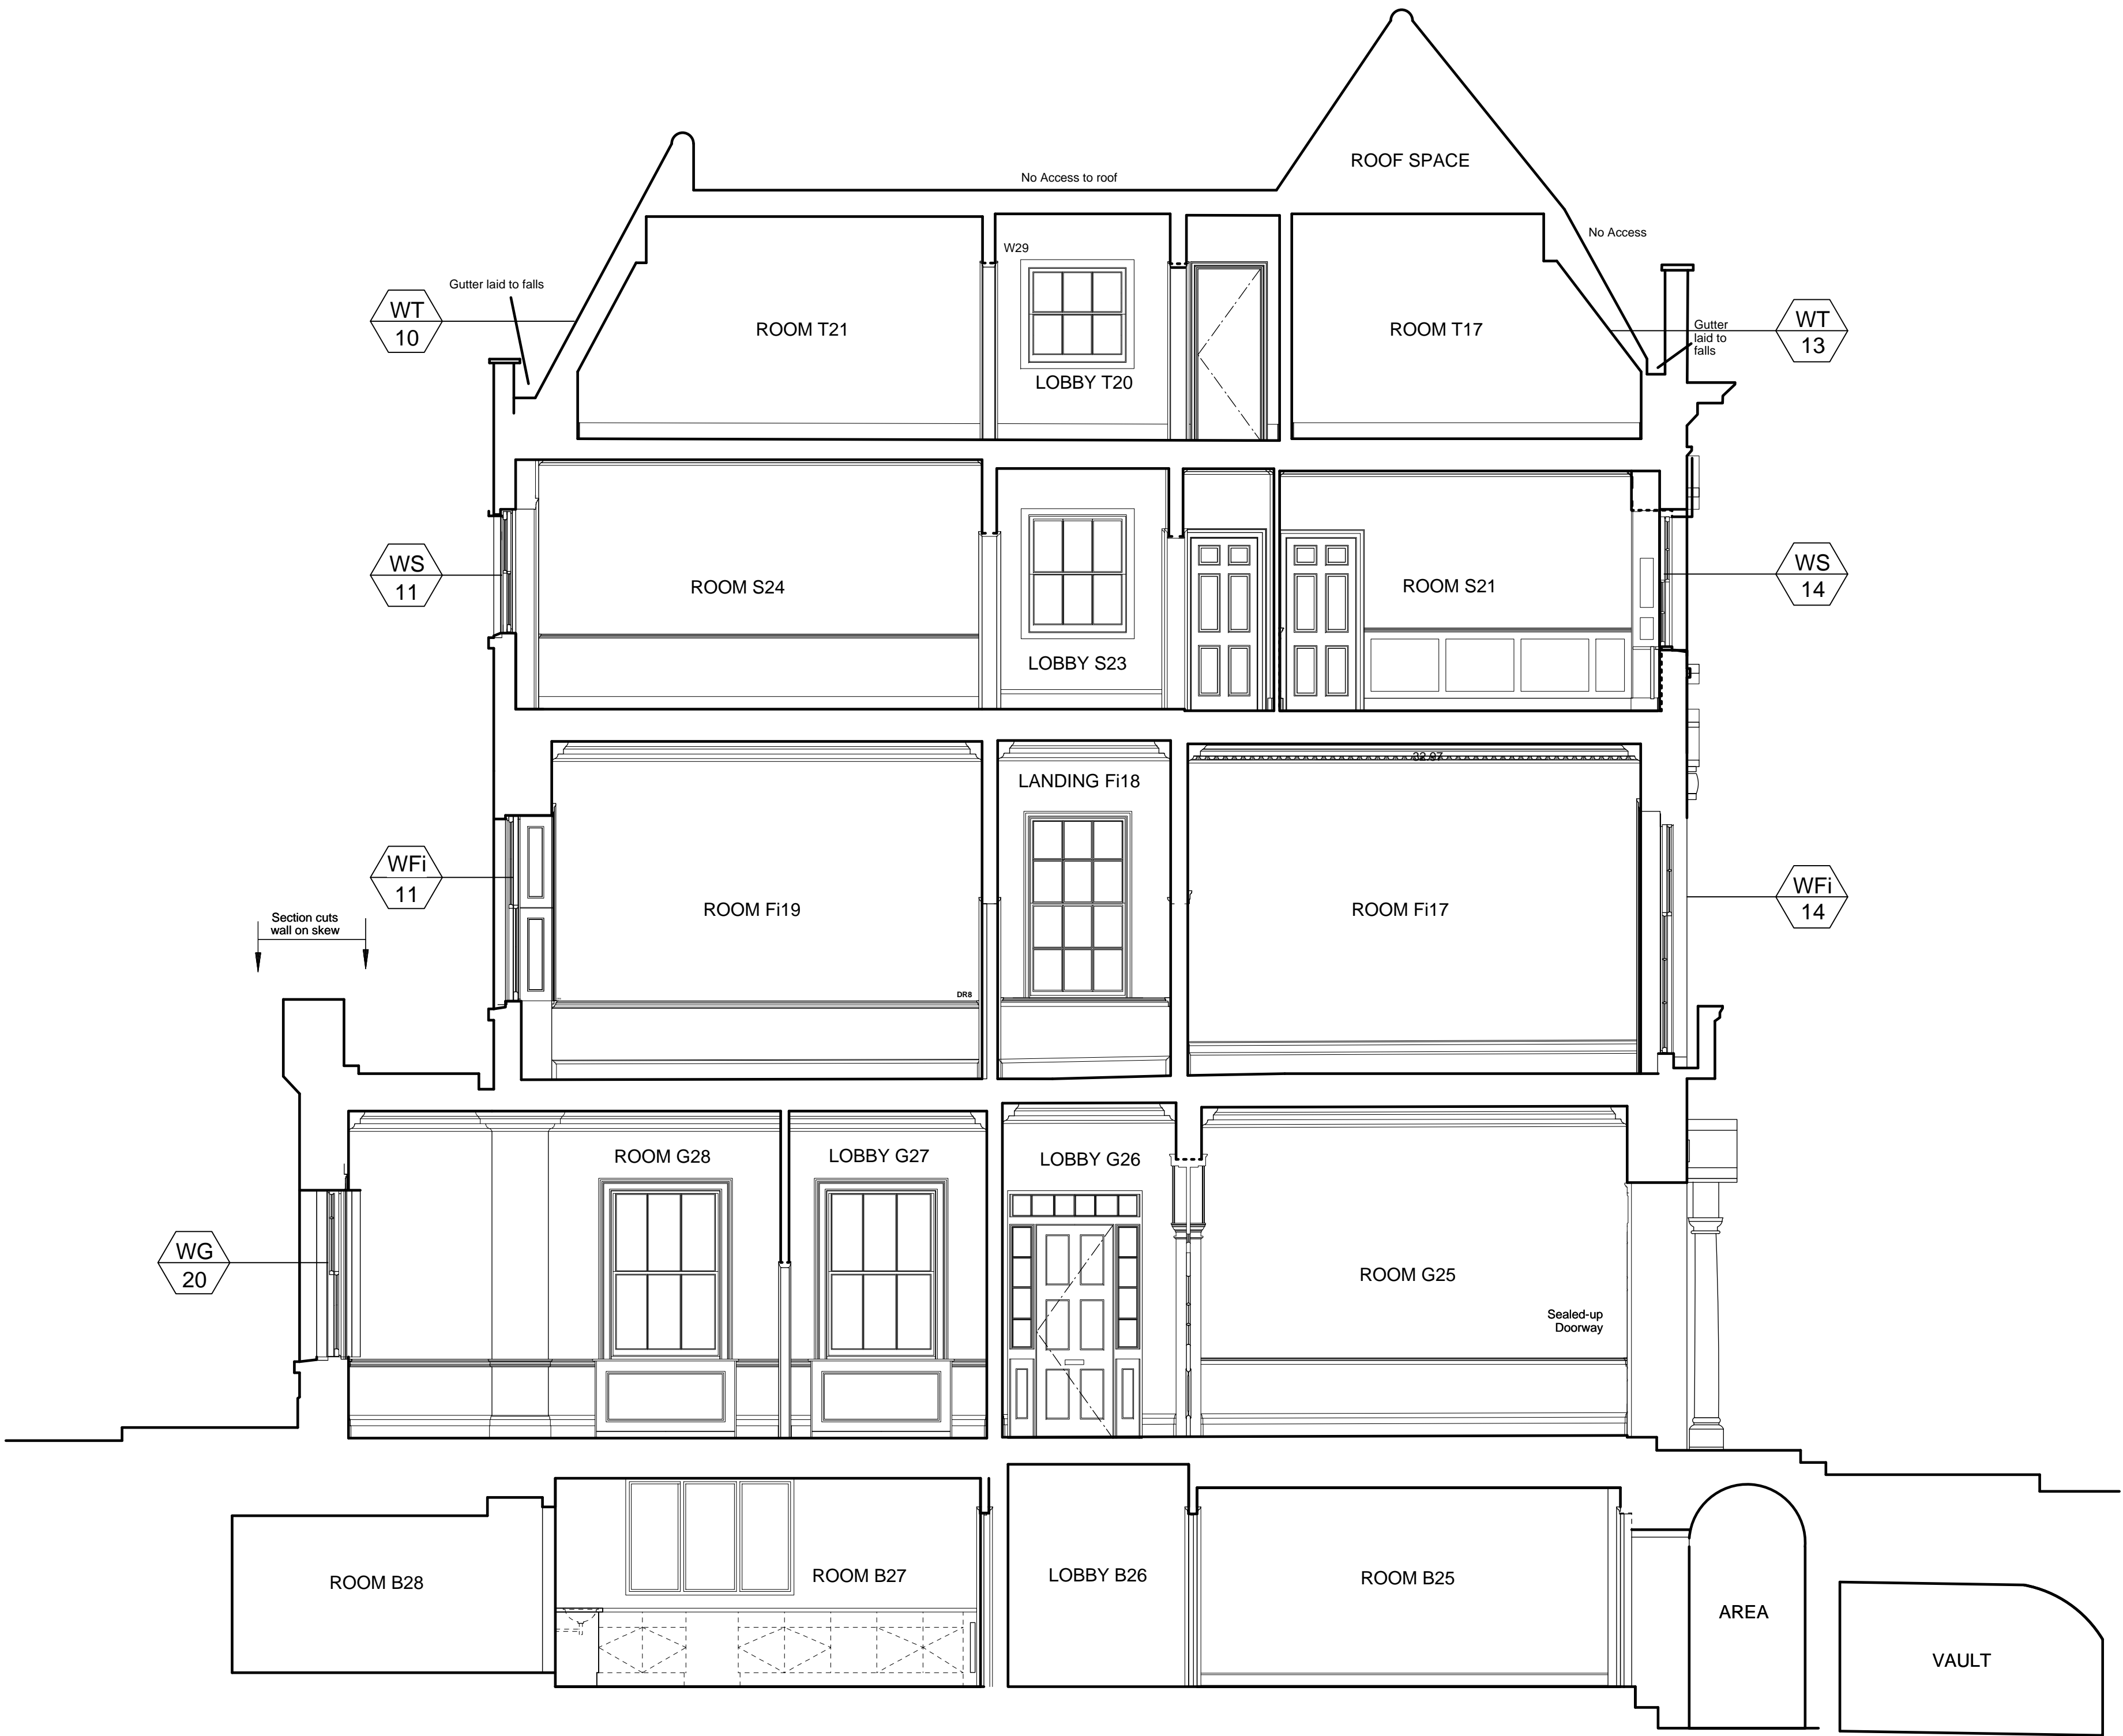 ROOF SPACE
No Access to roof
No Access
W29
Gutter laid to falls
WT
10
ROOM T21
LOBBY T20
ROOM T17
Gutter
laid to
falls
WT
13
WS
11
ROOM S24
LOBBY S23
ROOM S21
WS
14
32.97
LANDING Fi18
WFi
11
ROOM Fi19
ROOM Fi17
WFi
14
Section cuts
wall on skew
DR8
ROOM G28
LOBBY G27
LOBBY G26
WG
20
ROOM G25
Sealed-up
Doorway
ROOM B28
ROOM B27
LOBBY B26
ROOM B25
AREA
VAULT